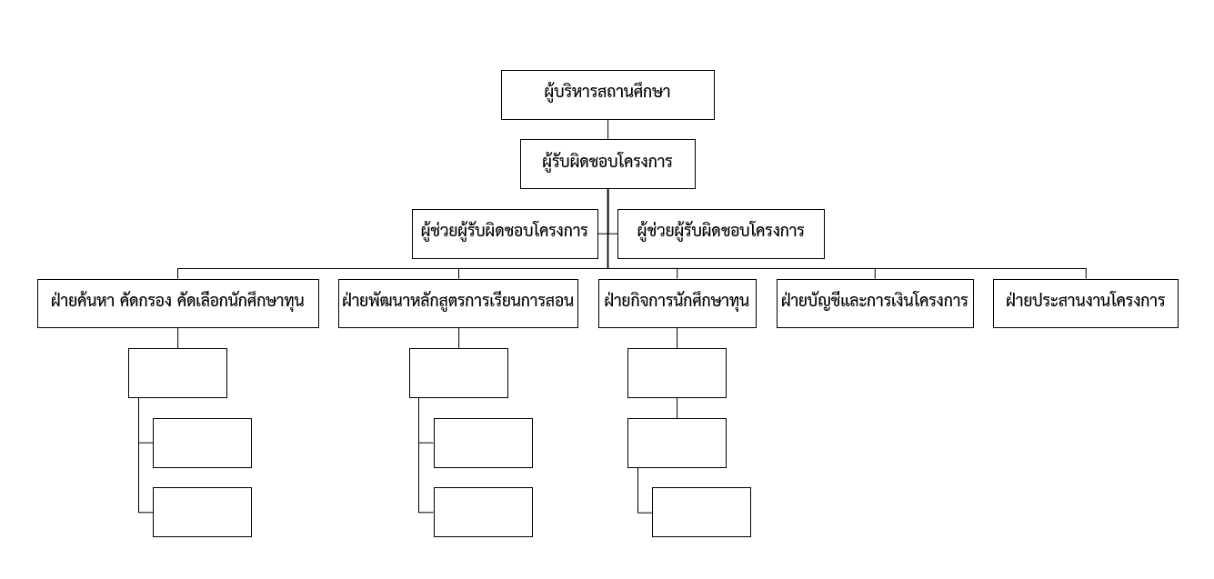 ผู้บริหารสถานศึกษา
ผู้รับผิดชอบโครงการ
ผู้ช่วยผู้รับผิดชอบโครงการ
ผู้ช่วยผู้รับผิดชอบโครงการ
ฝ่ายค้นหา คัดกรอง คัดเลือกนักศึกษาทุน
ฝ่ายพัฒนาหลักสูตรการเรียนการสอน
ฝ่ายกิจการนักศึกษาทุน
ฝ่ายบัญชีและการเงินโครงการ
ฝ่ายประสานงานโครงการ